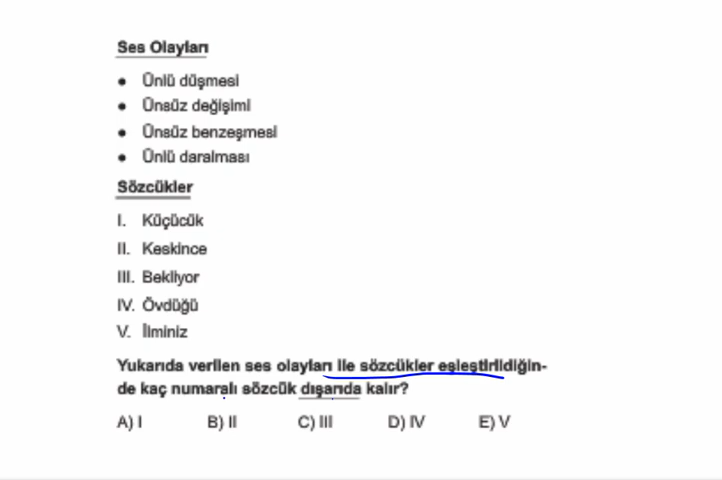 Ses Olayları
• Ünlü düşmesi
• Ünsüz değişimi
• Ünsüz benzeşmesi
• Ünlü daralması
Sözcükler
I. Küçücük
II. Keskince
III. Bekliyor
IV. Övdüğü
V. İlminiz
Yukarıda verilen ses olayları ile sözcükler eşleştirildiğin-
de kaç numaralı sözcük dışarıda kalır?
A) I B) II C) III D) IV E) V